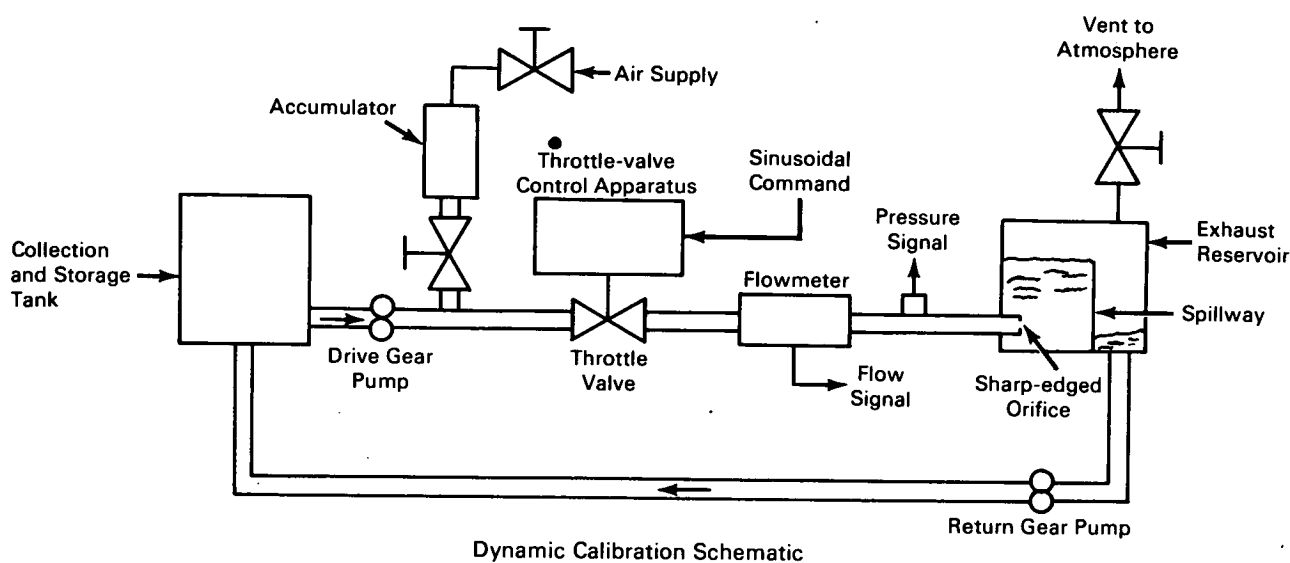 Vent to
Atmosphere
Air Supply
Accumulator
Throttle-valve
Control Apparatus
Sinusoidal
Command
Pressure
Signal
Exhaust
Reservoir
Collection
and Storage
Tank
Flowmeter
Spillway
Drive Gear
Pump
Throttle
Valve
Flow
Signal
Sharp-edged
Orifice
Return Gear Pump
Dynamic Calibration Schematic